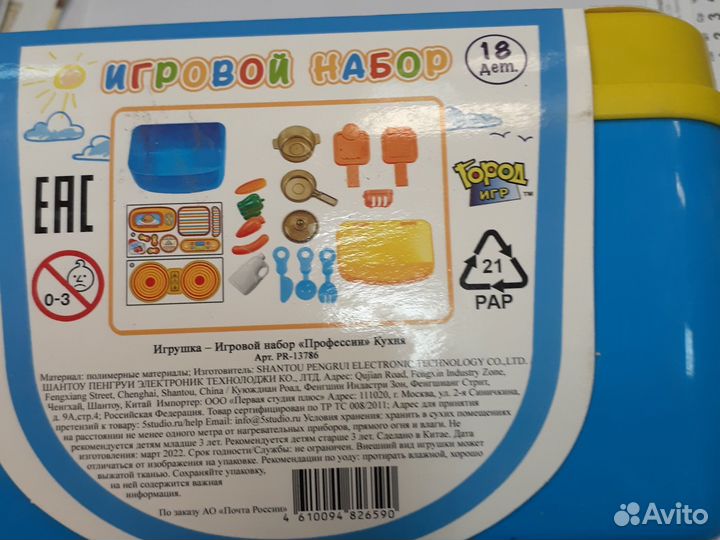 ИГРОВОЙ НАБОР
18
дет.
ГОРОД
ИГР
TM
EAC
0-3
21
PAP
Игрушка – Игровой набор «Профессии» Кухня
Арт. PR-13786
Материал: полимерные материалы; Изготовитель: SHANTOU PENGRUI ELECTRONIC TECHNOLOGY CO.,LTD.
ШАНТОУ ПЕНГРУИ ЭЛЕКТРОНИК ТЕХНОЛОДЖИ КО., ЛТД. Адрес: Qujian Road, Fengxin Industry Zone,
Fengxiang Street, Chenghai, Shantou, China / Куюждиан Роад, Фенгшин Индастри Зон, Фенгшианг Стрит,
Ченгхай, Шантоу, Китай Импортер: ООО «Первая студия плюс» Адрес: 111020, г. Москва, ул. 2-я Синичкина,
д. 9А,стр.4; Российская Федерация. Товар сертифицирован по ТР ТС 008/2011; Адрес для принятия
претензий к товару: 5studio.ru/help Email: info@5studio.ru Условия хранения: хранить в сухих помещениях
на расстоянии не менее одного метра от нагревательных приборов, прямого огня и влаги. Не
рекомендуется детям младше 3 лет. Рекомендуется детям старше 3 лет. Сделано в Китае. Дата
изготовления: март 2022. Срок годности/Службы: не ограничен. Внешний вид игрушки может
отличаться от изображения на упаковке. Рекомендации по уходу: протирать влажной, хорошо
выжатой тканью. Сохраняйте упаковку,
на ней содержится важная
информация.
По заказу АО «Почта России»
4 610094 826590
Avito